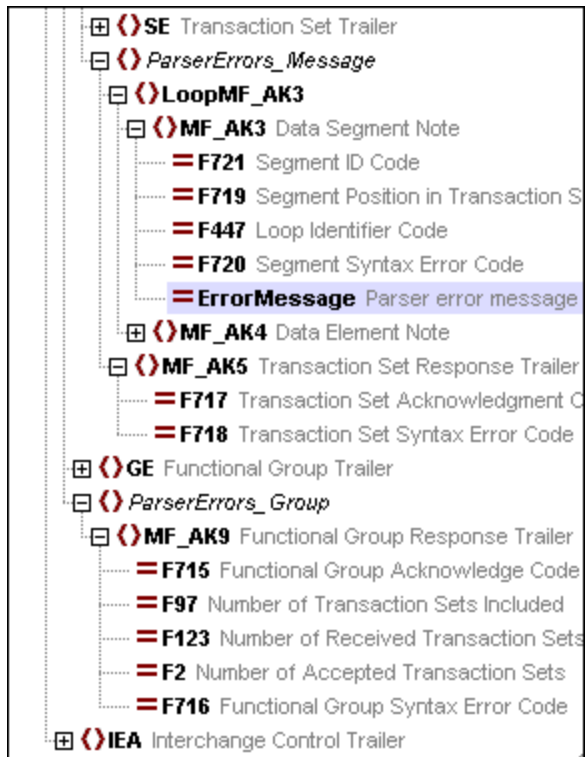 SE Transaction Set Trailer
ParserErrors_Message
LoopMF_AK3
MF_AK3 Data Segment Note
F721 Segment ID Code
F719 Segment Position in Transaction S
F447 Loop Identifier Code
F720 Segment Syntax Error Code
ErrorMessage Parser error message
MF_AK4 Data Element Note
MF_AK5 Transaction Set Response Trailer
F717 Transaction Set Acknowledgment C
F718 Transaction Set Syntax Error Code
GE Functional Group Trailer
ParserErrors_Group
MF_AK9 Functional Group Response Trailer
F715 Functional Group Acknowledge Code
F97 Number of Transaction Sets Included
F123 Number of Received Transaction Sets
F2 Number of Accepted Transaction Sets
F716 Functional Group Syntax Error Code
IEA Interchange Control Trailer